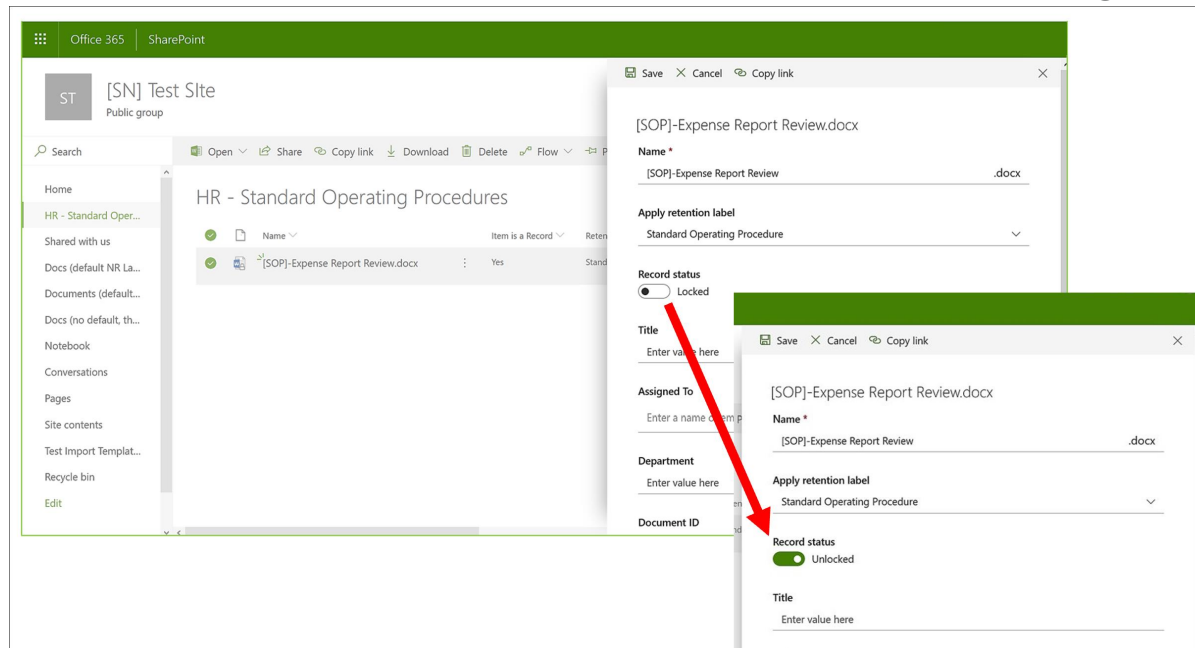 Office 365 SharePoint
ST
[SN] Test SIte
Public group
Search
Open Share Copy link Download Delete Flow P
Home
HR - Standard Oper...
Shared with us
Docs (default NR La...
Documents (default...
Docs (no default, th...
Notebook
Conversations
Pages
Site contents
Test Import Templat...
Recycle bin
Edit
HR - Standard Operating Procedures
Name Item is a Record Reten
[SOP]-Expense Report Review.docx Yes Stand
Save Cancel Copy link
[SOP]-Expense Report Review.docx
Name *
[SOP]-Expense Report Review .docx
Apply retention label
Standard Operating Procedure
Record status
Locked
Title
Enter value here
Assigned To
Enter a name
Department
Enter value here
Document ID
Save Cancel Copy link
[SOP]-Expense Report Review.docx
Name *
[SOP]-Expense Report Review .docx
Apply retention label
Standard Operating Procedure
Record status
Unlocked
Title
Enter value here